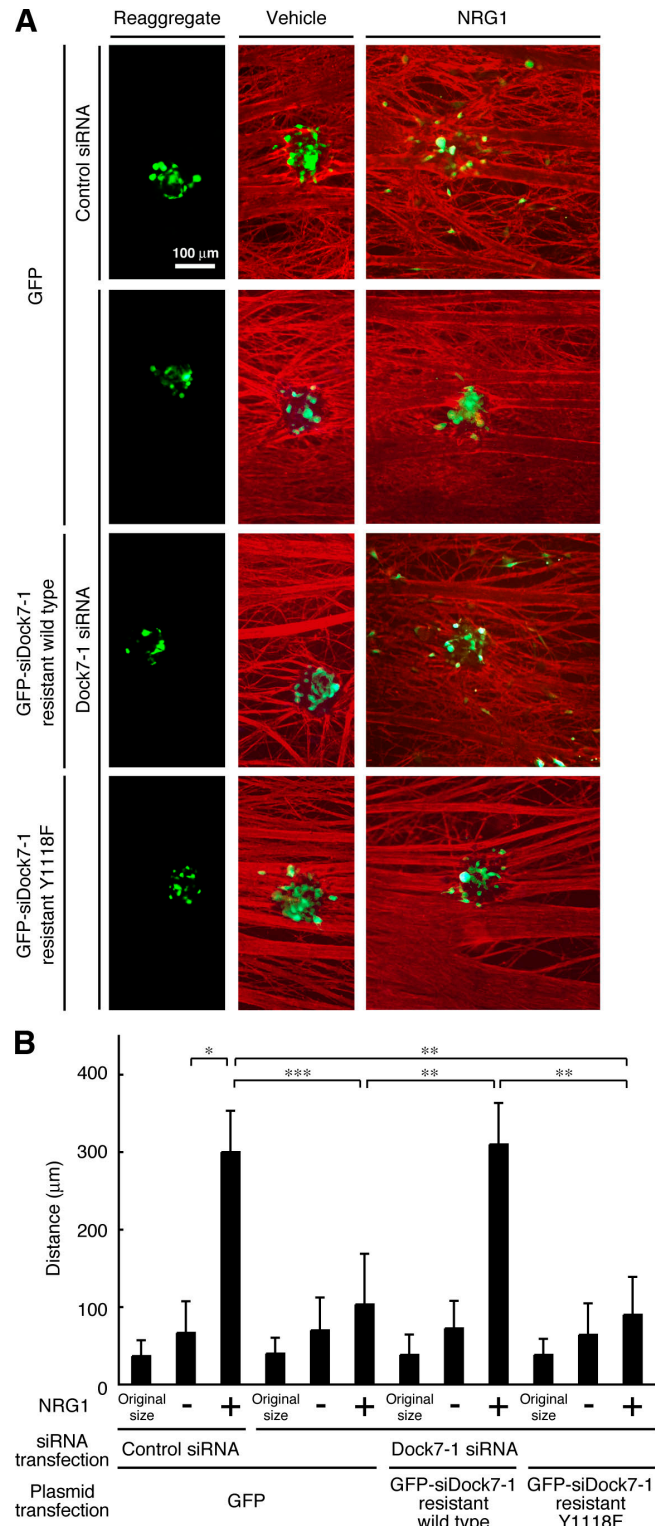 A
Reaggregate Vehicle NRG1
GFP
Control siRNA
100 μm
Dock7-1 siRNA
GFP-siDock7-1
resistant wild type
GFP-siDock7-1
resistant Y1118F
B
* **
*** ** **
400
300
200
100
0
Distance (μm)
NRG1 Original size - + Original size - + Original size - + Original size - +
siRNA
transfection Control siRNA Dock7-1 siRNA
Plasmid
transfection GFP
GFP-siDock7-1
resistant
wild type
GFP-siDock7-1
resistant
Y1118F